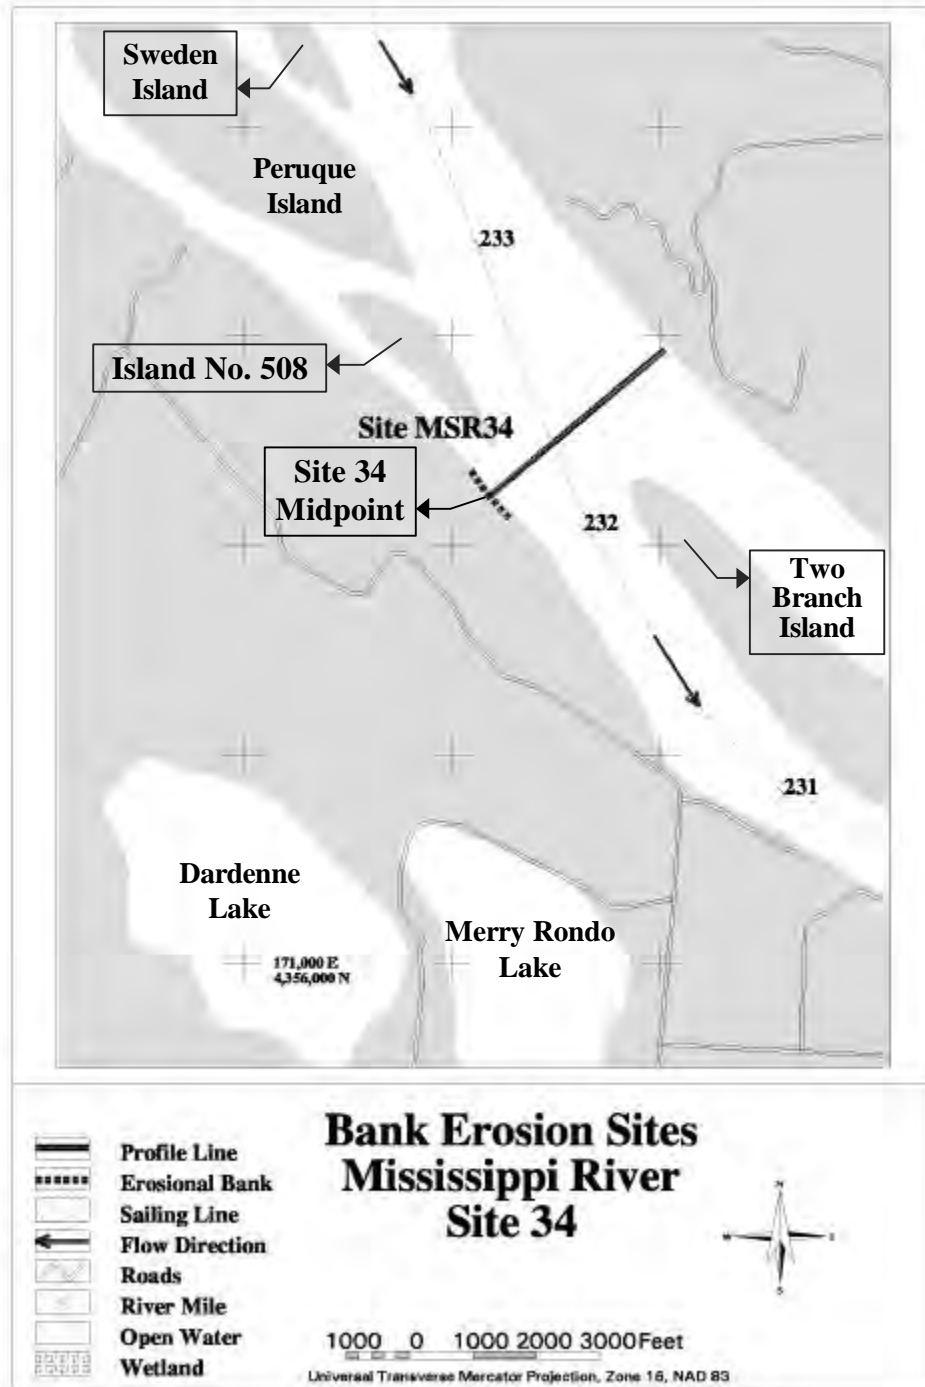 Sweden
Island
Peruque
Island
233
Island No. 508
Site MSR34
Site 34
Midpoint
232
Two
Branch
Island
231
Dardenne
Lake
Merry Rondo
Lake
171,000 E
4,356,000 N
Bank Erosion Sites
Mississippi River
Site 34
Profile Line
Erosional Bank
Sailing Line
Flow Direction
Roads
River Mile
Open Water
Wetland
N
W
E
S
1000 0 1000 2000 3000 Feet
Universal Transverse Mercator Projection, Zone 16, NAD 83